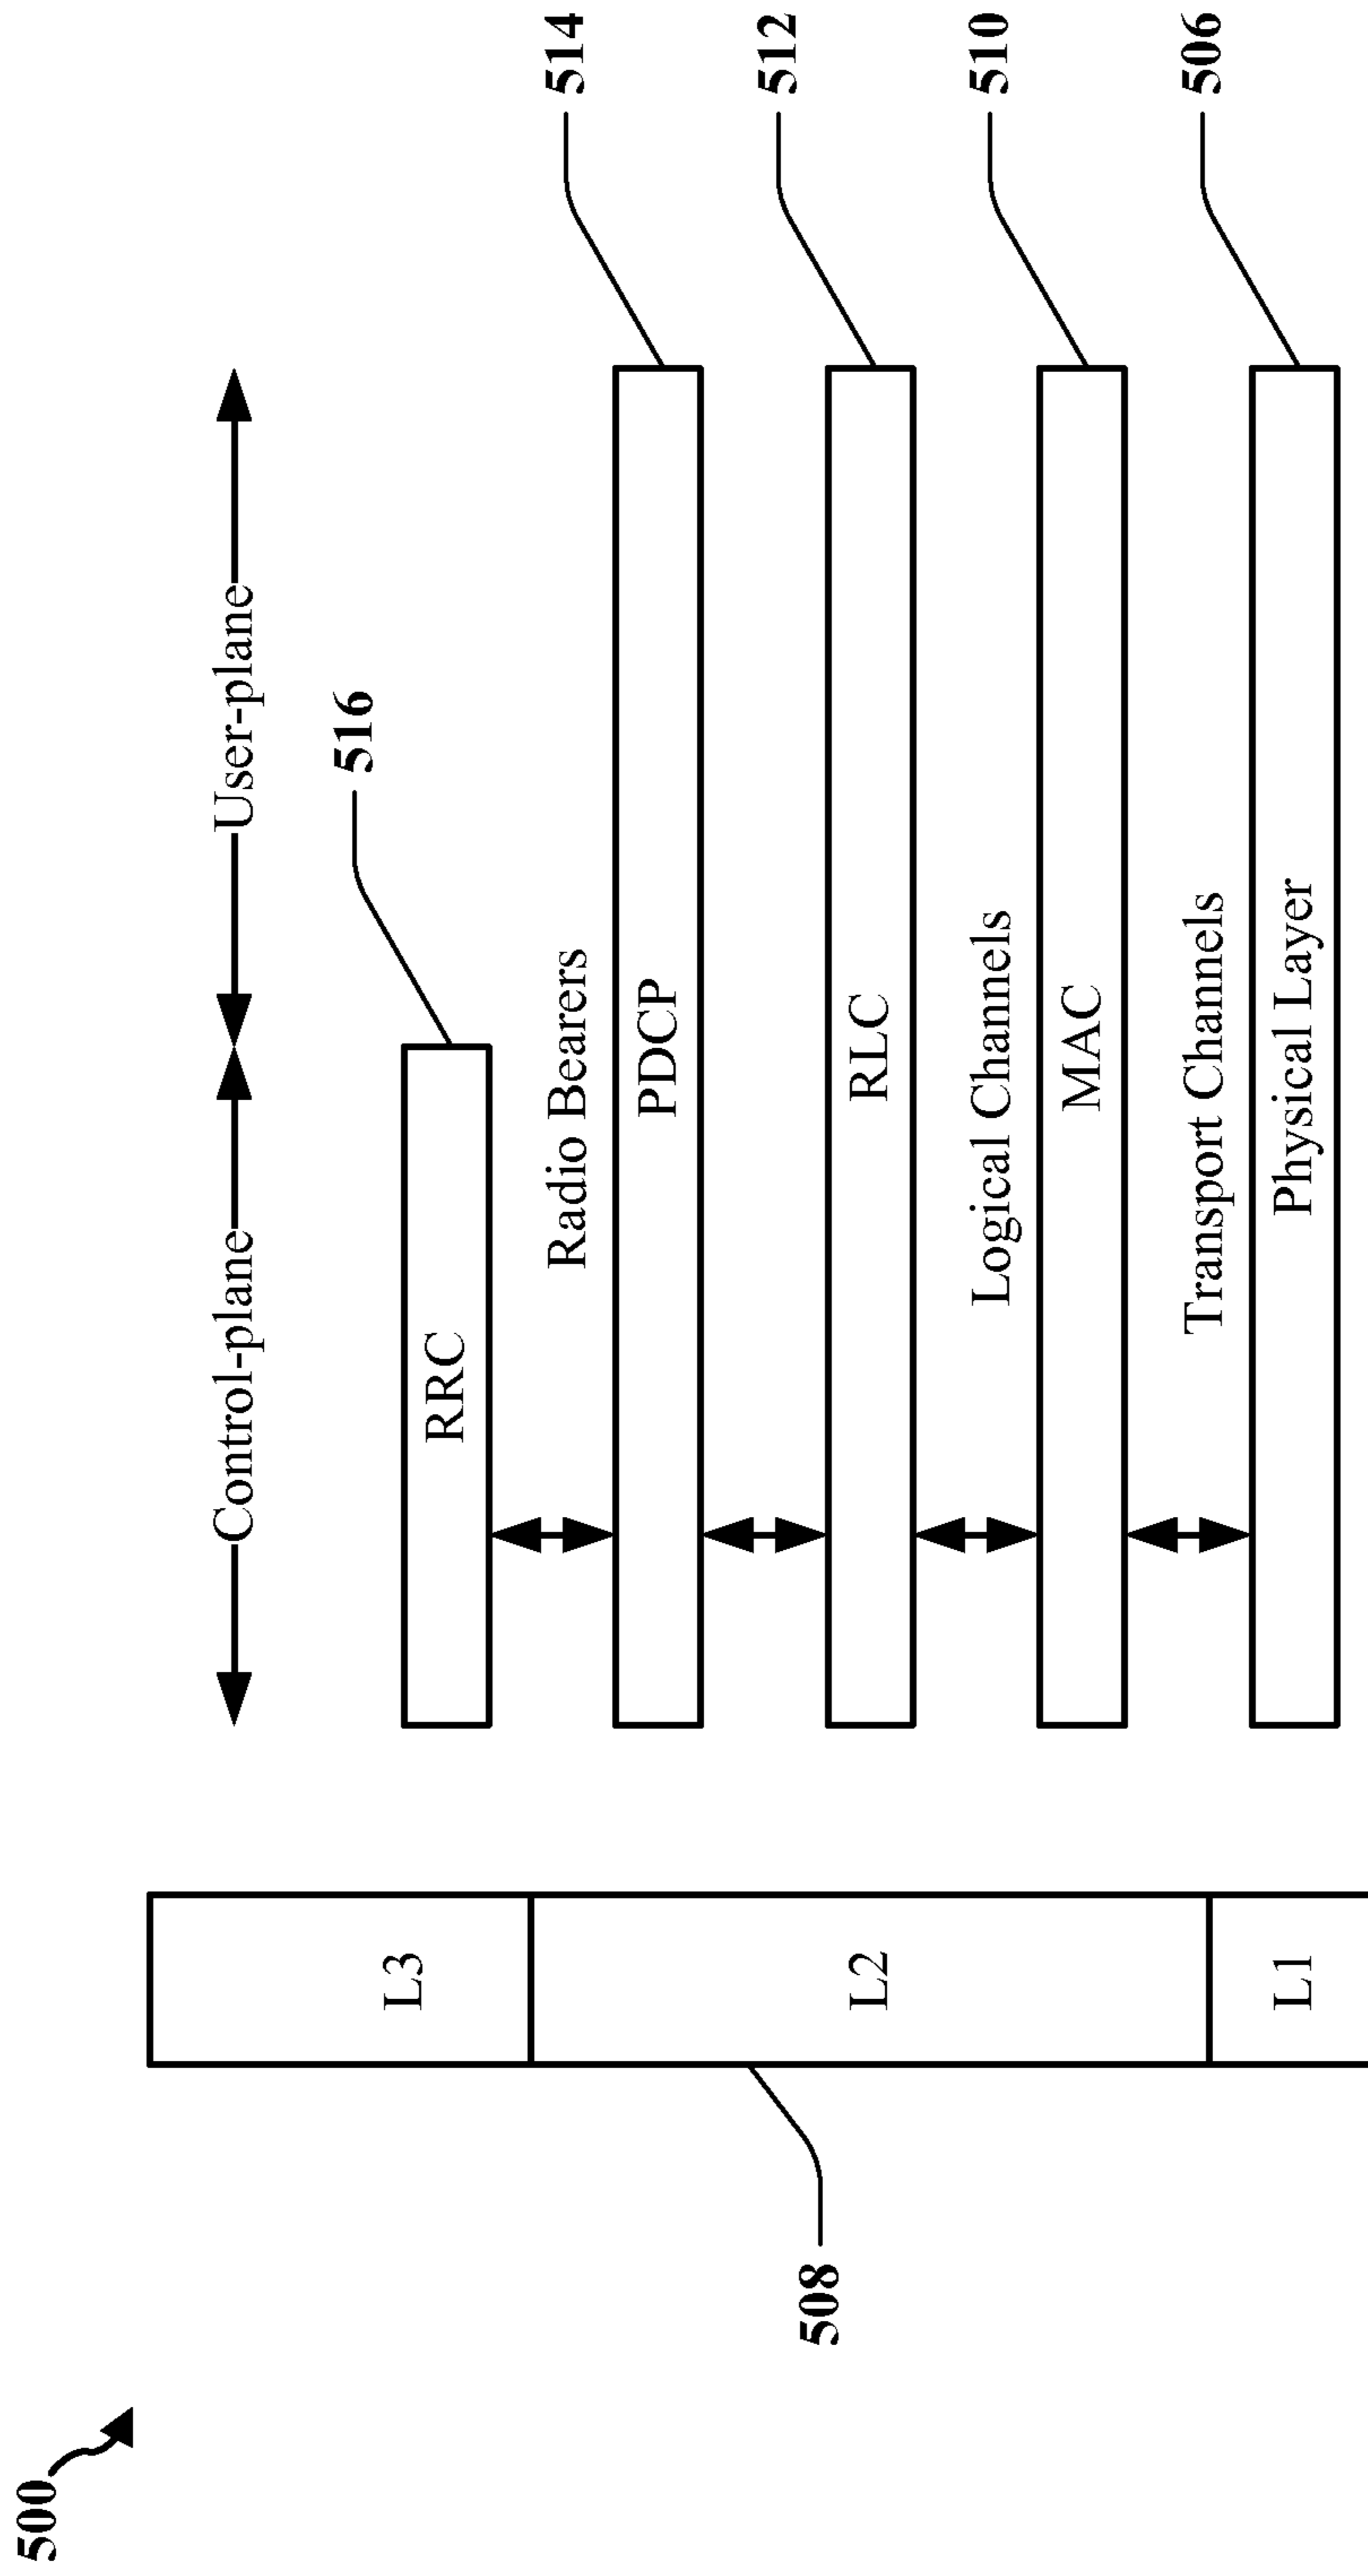 500
Control-plane
User-plane
516
L3
RRC
Radio Bearers
514
PDCP
508
L2
512
RLC
Logical Channels
510
MAC
Transport Channels
506
L1
Physical Layer